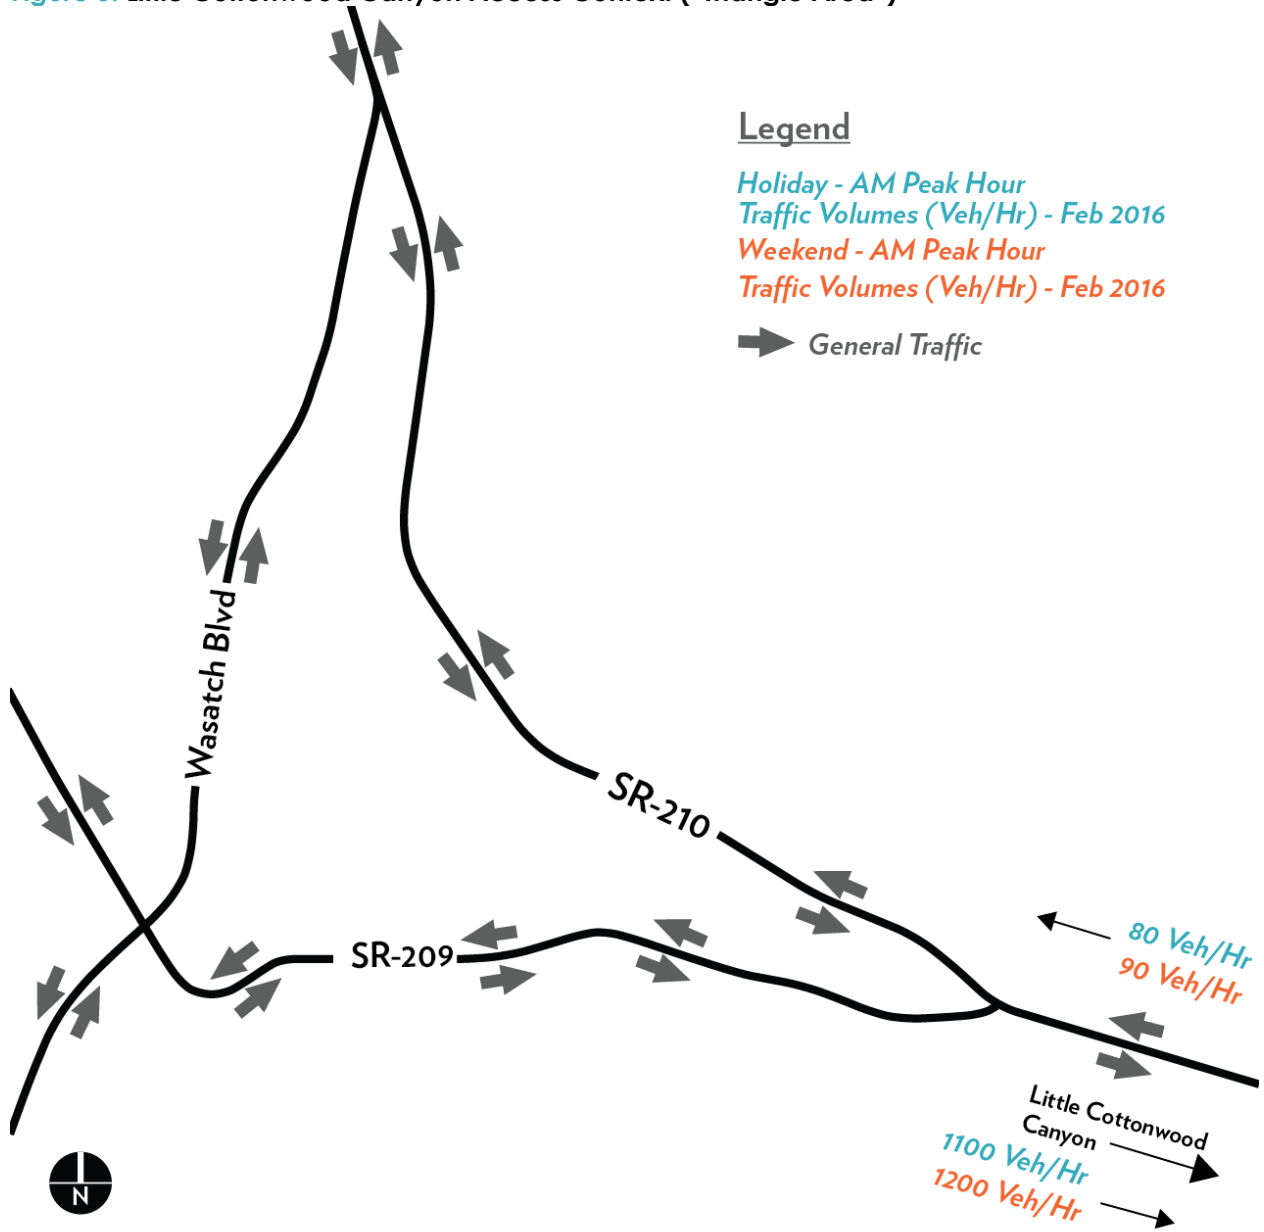 Legend
Holiday - AM Peak Hour
Traffic Volumes (Veh/Hr) - Feb 2016
Weekend - AM Peak Hour
Traffic Volumes (Veh/Hr) - Feb 2016
General Traffic
Wasatch Blvd
SR-210
SR-209
80 Veh/Hr
90 Veh/Hr
Little Cottonwood
Canyon
1100 Veh/Hr
1200 Veh/Hr
N